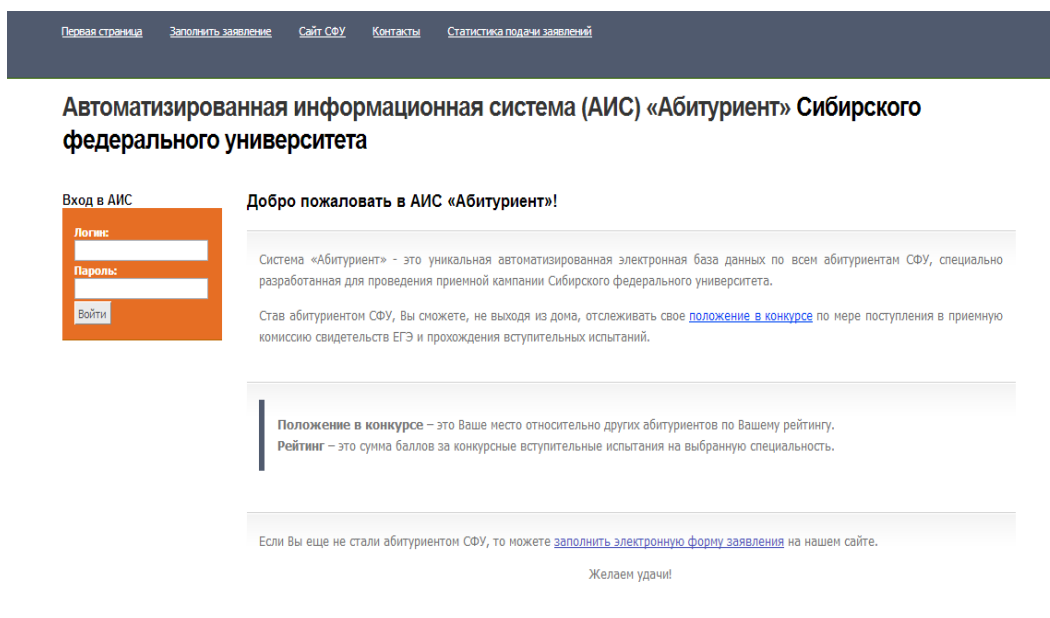 Первая страница Заполнить заявление Сайт СФУ Контакты Статистика подачи заявлений
Автоматизированная информационная система (АИС) «Абитуриент» Сибирского
федерального университета
Вход в АИС
Логин:
Пароль:
Войти
Добро пожаловать в АИС «Абитуриент»!
Система «Абитуриент» - это уникальная автоматизированная электронная база данных по всем абитуриентам СФУ, специально
разработанная для проведения приемной кампании Сибирского федерального университета.
Став абитуриентом СФУ, Вы сможете, не выходя из дома, отслеживать свое положение в конкурсе по мере поступления в приемную
комиссию свидетельств ЕГЭ и прохождения вступительных испытаний.
Положение в конкурсе – это Ваше место относительно других абитуриентов по Вашему рейтингу.
Рейтинг – это сумма баллов за конкурсные вступительные испытания на выбранную специальность.
Если Вы еще не стали абитуриентом СФУ, то можете заполнить электронную форму заявления на нашем сайте.
Желаем удачи!